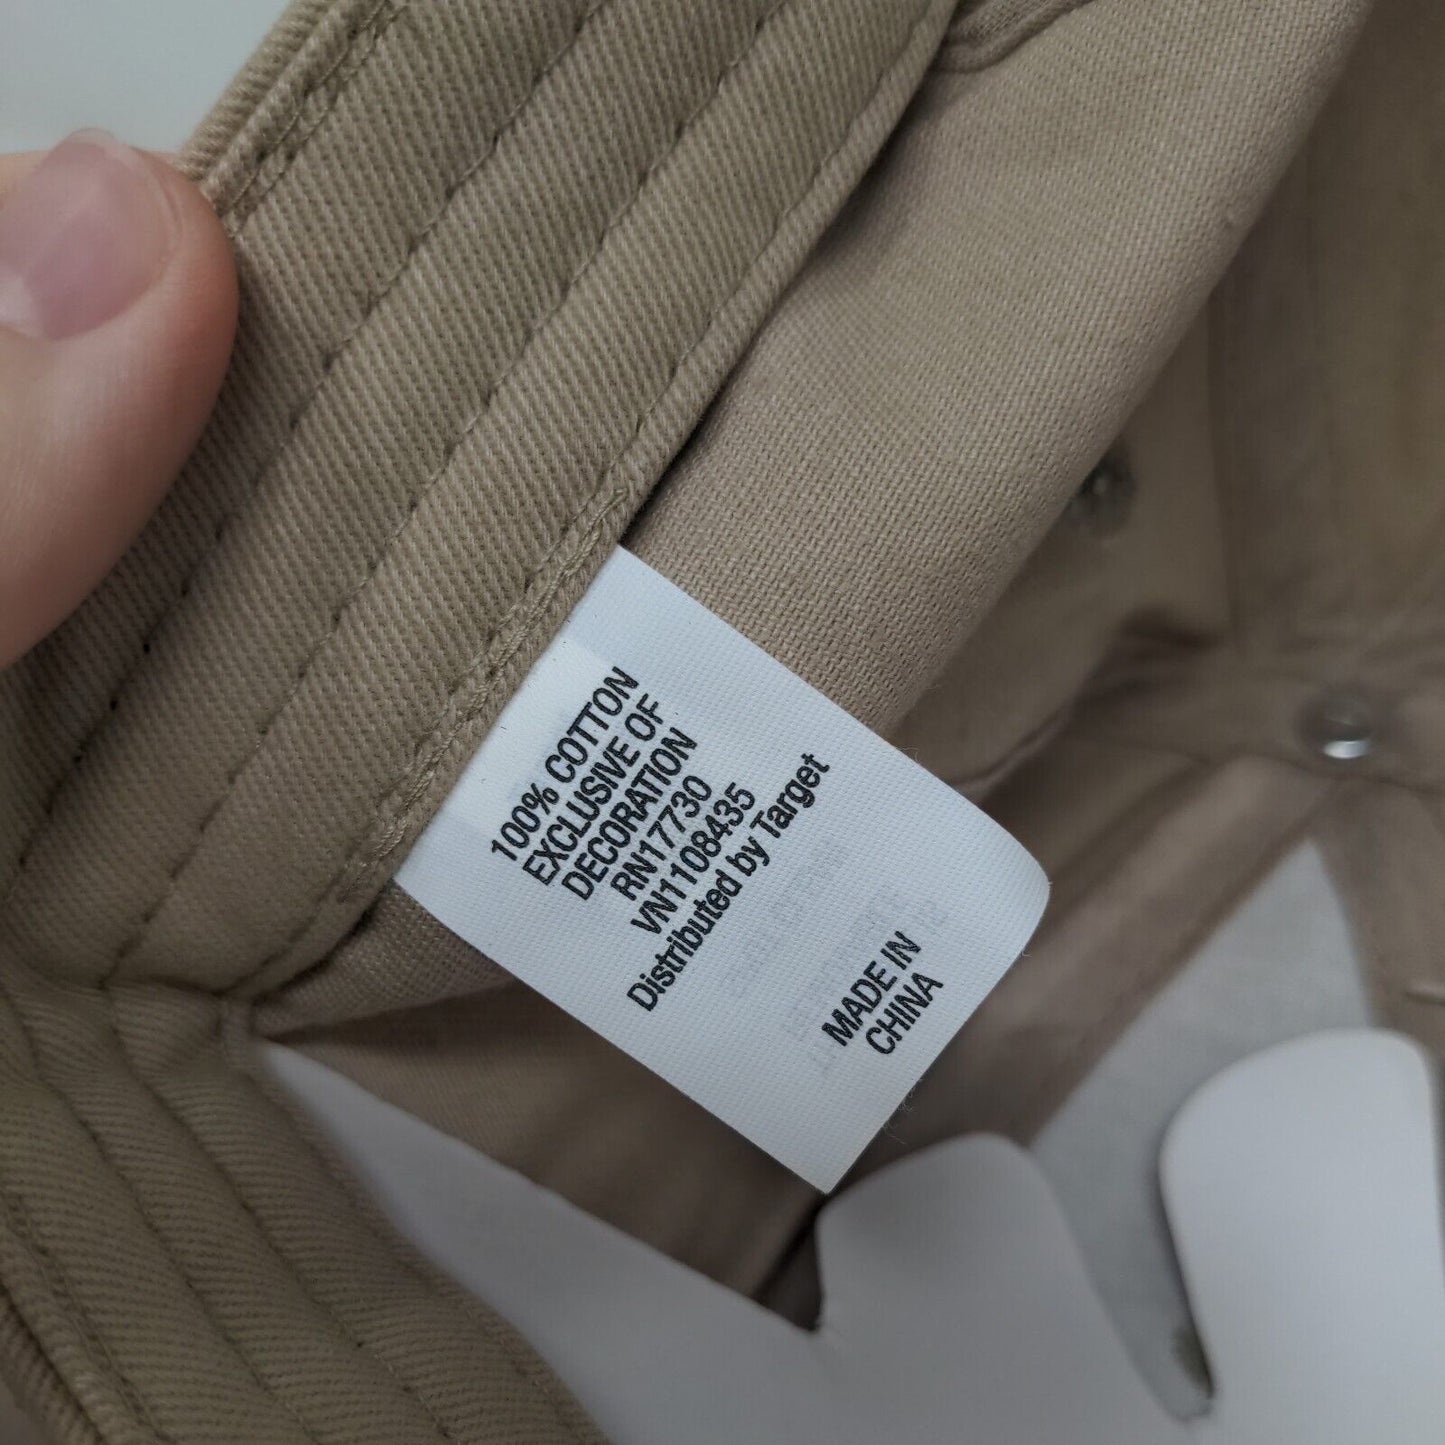 100% COTTON
EXCLUSIVE OF
DECORATION
RN17730
VN1108435
Distributed by Target
MADE IN
CHINA